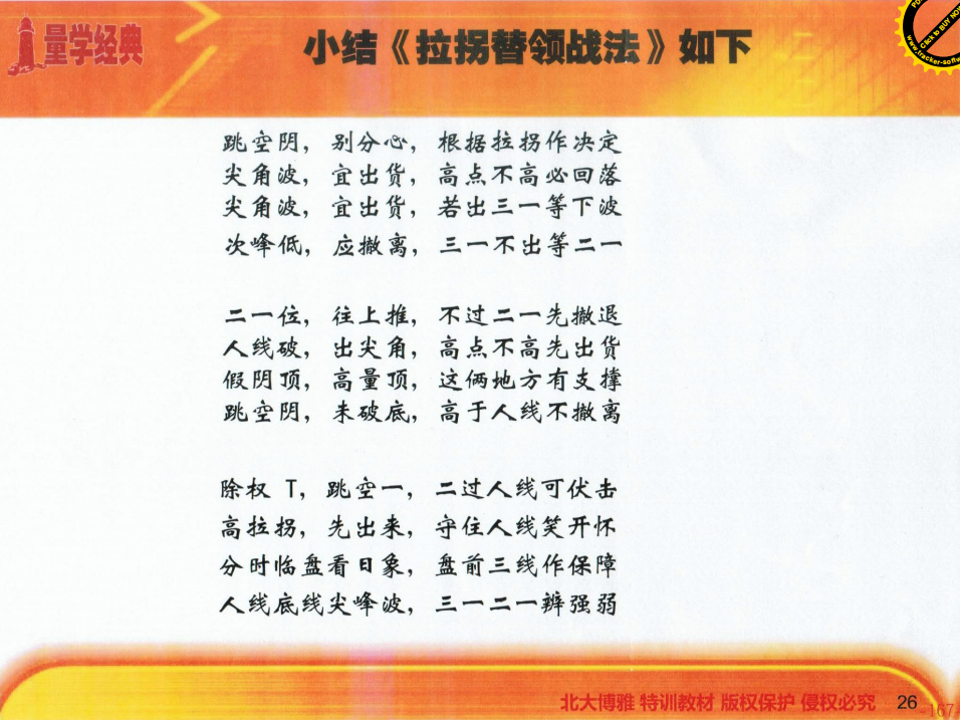 量学经典
小结《拉拐替领战法》如下
Click to BUY NOW
www.tracker-softw
跳空阴，别分心，根据拉拐作决定
尖角波，宜出货，高点不高必回落
尖角波，宜出货，若出三一等下波
次峰低，应撤离，三一不出等二一
二一位，往上推，不过二一先撤退
人线破，出尖角，高点不高先出货
假阴顶，高量顶，这俩地方有支撑
跳空阴，未破底，高于人线不撤离
除权 T，跳空一，二过人线可伏击
高拉拐，先出来，守住人线笑开怀
分时临盘看日象，盘前三线作保障
人线底线尖峰波，三一二一辨强弱
北大博雅 特训教材 版权保护 侵权必究 26
-167-